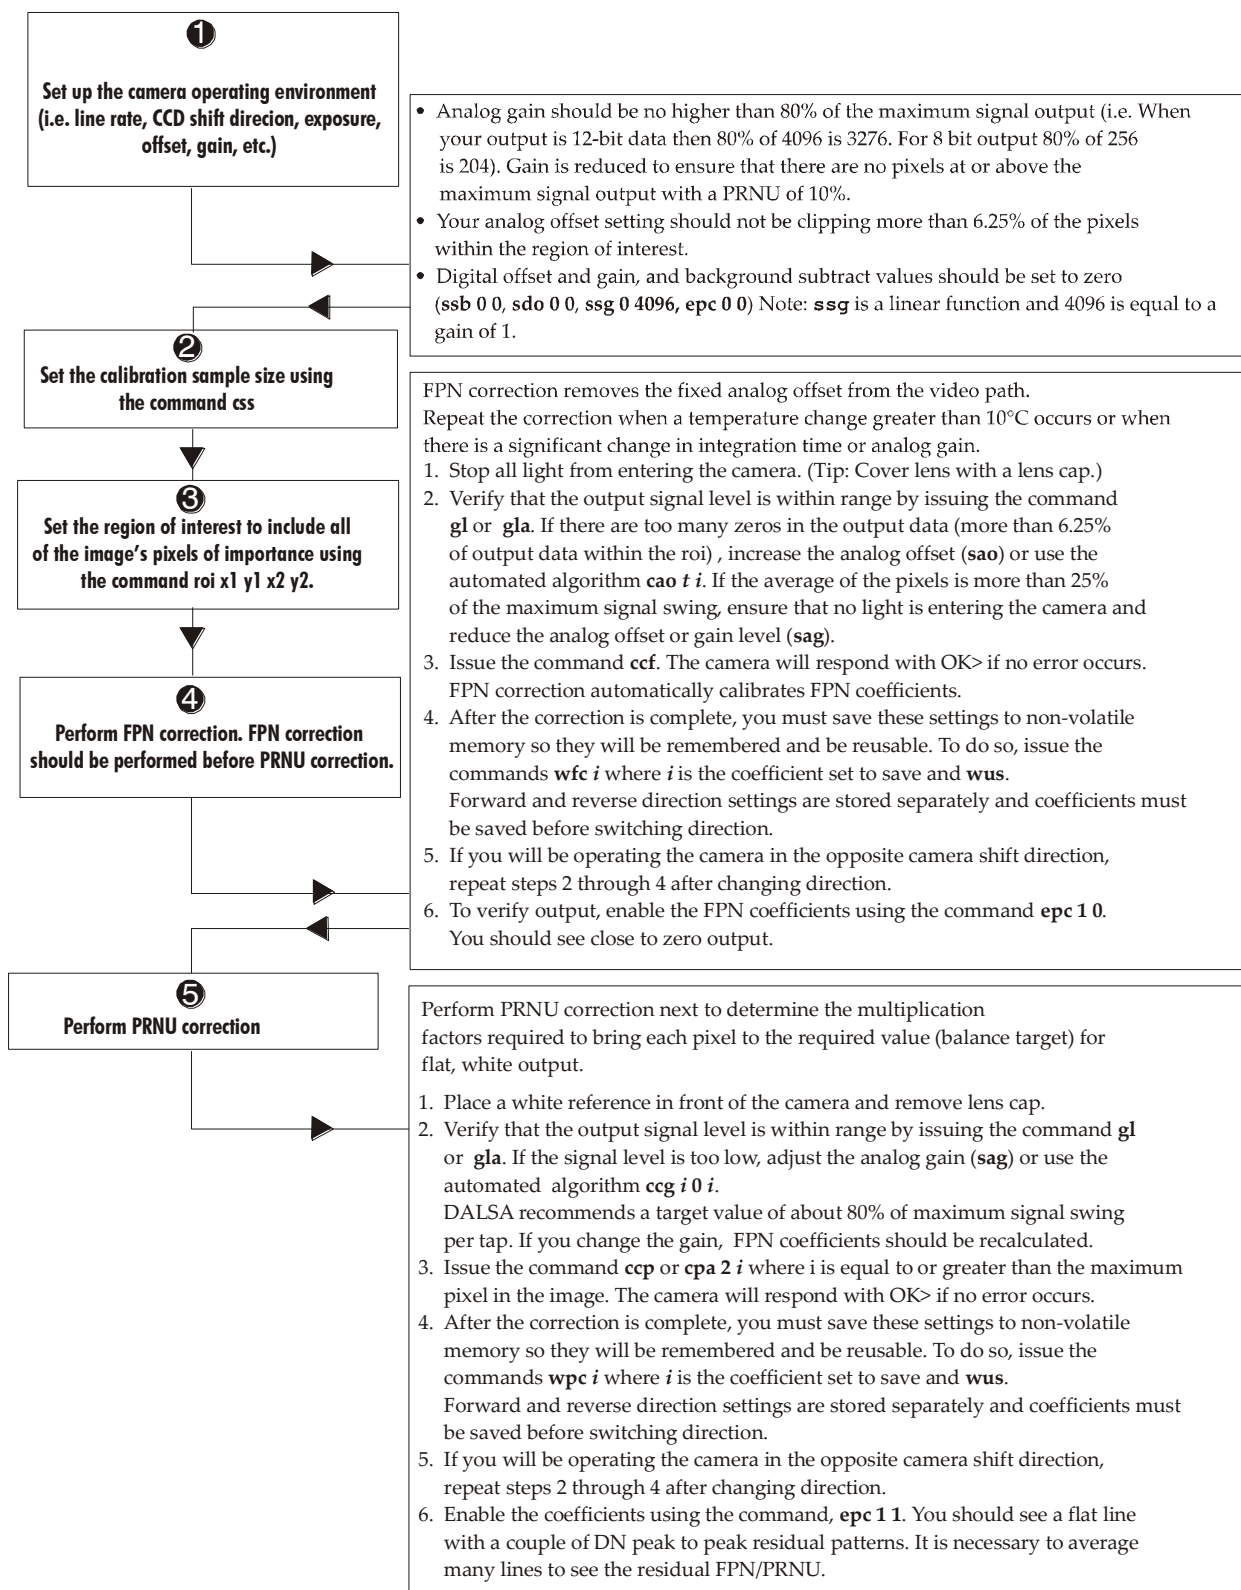 1
Set up the camera operating environment
(i.e. line rate, CCD shift direcion, exposure,
offset, gain, etc.)
• Analog gain should be no higher than 80% of the maximum signal output (i.e. When
your output is 12-bit data then 80% of 4096 is 3276. For 8 bit output 80% of 256
is 204). Gain is reduced to ensure that there are no pixels at or above the
maximum signal output with a PRNU of 10%.
• Your analog offset setting should not be clipping more than 6.25% of the pixels
within the region of interest.
• Digital offset and gain, and background subtract values should be set to zero
(ssb 0 0, sdo 0 0, ssg 0 4096, epc 0 0) Note: ssg is a linear function and 4096 is equal to a
gain of 1.
2
Set the calibration sample size using
the command css
3
Set the region of interest to include all
of the image's pixels of importance using
the command roi x1 y1 x2 y2.
4
Perform FPN correction. FPN correction
should be performed before PRNU correction.
FPN correction removes the fixed analog offset from the video path.
Repeat the correction when a temperature change greater than 10°C occurs or when
there is a significant change in integration time or analog gain.
1. Stop all light from entering the camera. (Tip: Cover lens with a lens cap.)
2. Verify that the output signal level is within range by issuing the command
gl or gla. If there are too many zeros in the output data (more than 6.25%
of output data within the roi) , increase the analog offset (sao) or use the
automated algorithm cao t i. If the average of the pixels is more than 25%
of the maximum signal swing, ensure that no light is entering the camera and
reduce the analog offset or gain level (sag).
3. Issue the command ccf. The camera will respond with OK> if no error occurs.
FPN correction automatically calibrates FPN coefficients.
4. After the correction is complete, you must save these settings to non-volatile
memory so they will be remembered and be reusable. To do so, issue the
commands wfc i where i is the coefficient set to save and wus.
Forward and reverse direction settings are stored separately and coefficients must
be saved before switching direction.
5. If you will be operating the camera in the opposite camera shift direction,
repeat steps 2 through 4 after changing direction.
6. To verify output, enable the FPN coefficients using the command epc 1 0.
You should see close to zero output.
5
Perform PRNU correction
Perform PRNU correction next to determine the multiplication
factors required to bring each pixel to the required value (balance target) for
flat, white output.
1. Place a white reference in front of the camera and remove lens cap.
2. Verify that the output signal level is within range by issuing the command gl
or gla. If the signal level is too low, adjust the analog gain (sag) or use the
automated algorithm ccg i 0 i.
DALSA recommends a target value of about 80% of maximum signal swing
per tap. If you change the gain, FPN coefficients should be recalculated.
3. Issue the command ccp or cpa 2 i where i is equal to or greater than the maximum
pixel in the image. The camera will respond with OK> if no error occurs.
4. After the correction is complete, you must save these settings to non-volatile
memory so they will be remembered and be reusable. To do so, issue the
commands wpc i where i is the coefficient set to save and wus.
Forward and reverse direction settings are stored separately and coefficients must
be saved before switching direction.
5. If you will be operating the camera in the opposite camera shift direction,
repeat steps 2 through 4 after changing direction.
6. Enable the coefficients using the command, epc 1 1. You should see a flat line
with a couple of DN peak to peak residual patterns. It is necessary to average
many lines to see the residual FPN/PRNU.